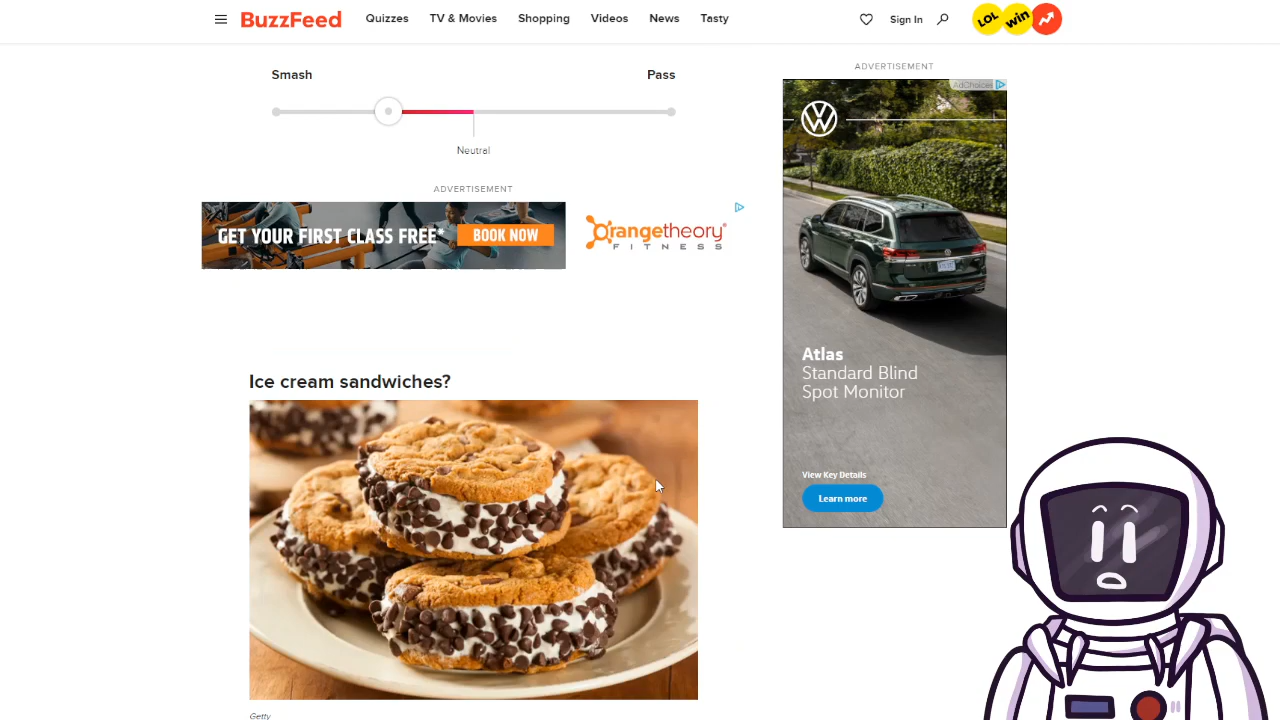 BuzzFeed
Quizzes
TV & Movies
Shopping
Videos
News
Tasty
Sign In
LOL
win
Smash
Pass
Neutral
ADVERTISEMENT
GET YOUR FIRST CLASS FREE*
BOOK NOW
Orangetheory®
FITNESS
Ice cream sandwiches?
Getty
ADVERTISEMENT
AdChoices
Atlas
Standard Blind
Spot Monitor
View Key Details
Learn more